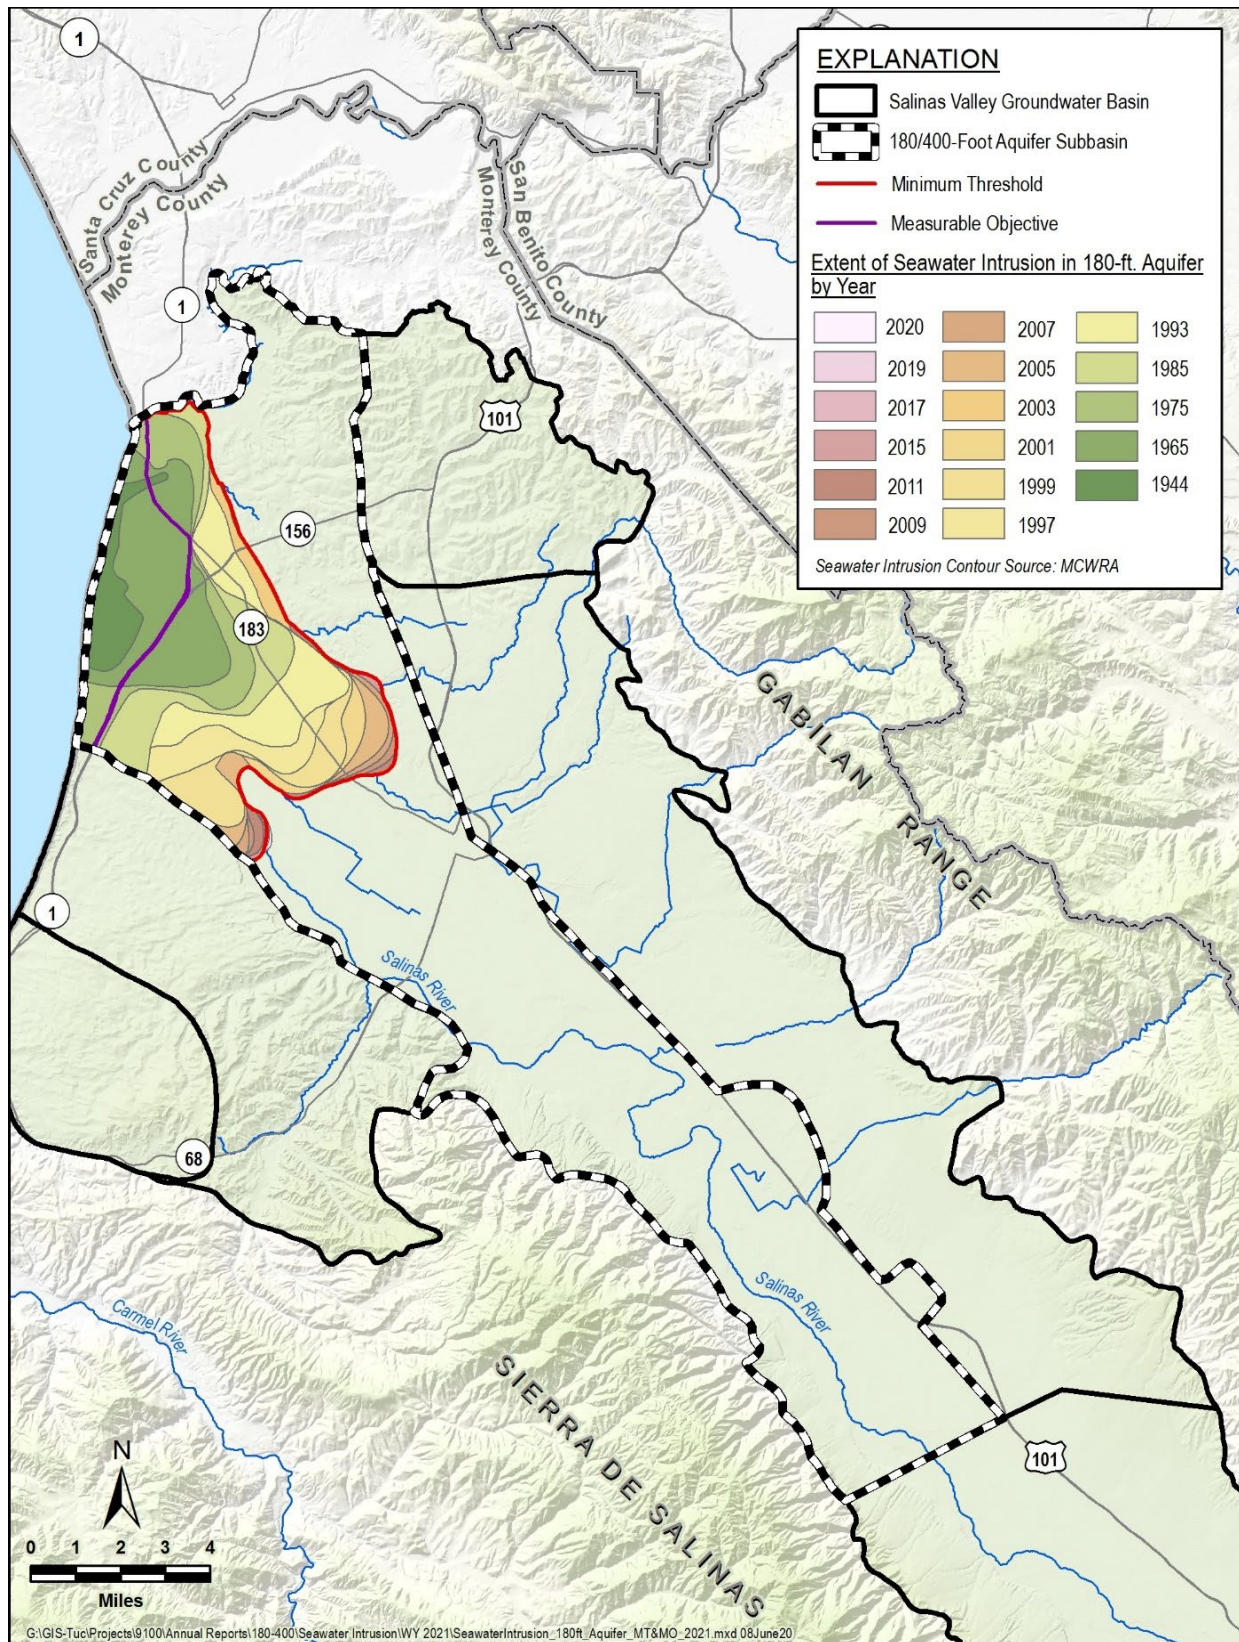 1
EXPLANATION
Salinas Valley Groundwater Basin
180/400-Foot Aquifer Subbasin
Minimum Threshold
Measurable Objective
Extent of Seawater Intrusion in 180-ft. Aquifer
by Year
2020
2007
1993
2019
2005
1985
2017
2003
1975
2015
2001
1965
2011
1999
1944
2009
1997
Seawater Intrusion Contour Source: MCWRA
Santa Cruz County
Monterey County
San Benito County
Monterey County
1
101
156
183
GABILAN RANGE
1
Salinas River
68
Salinas River
Carmel River
SIERRA DE SALINAS
101
N
0 1 2 3 4
Miles
G:\GIS-Tuc\Projects\9100\Annual Reports\180-400\Seawater Intrusion\WY 2021\SeawaterIntrusion_180ft_Aquifer_MT&MO_2021.mxd 08June20